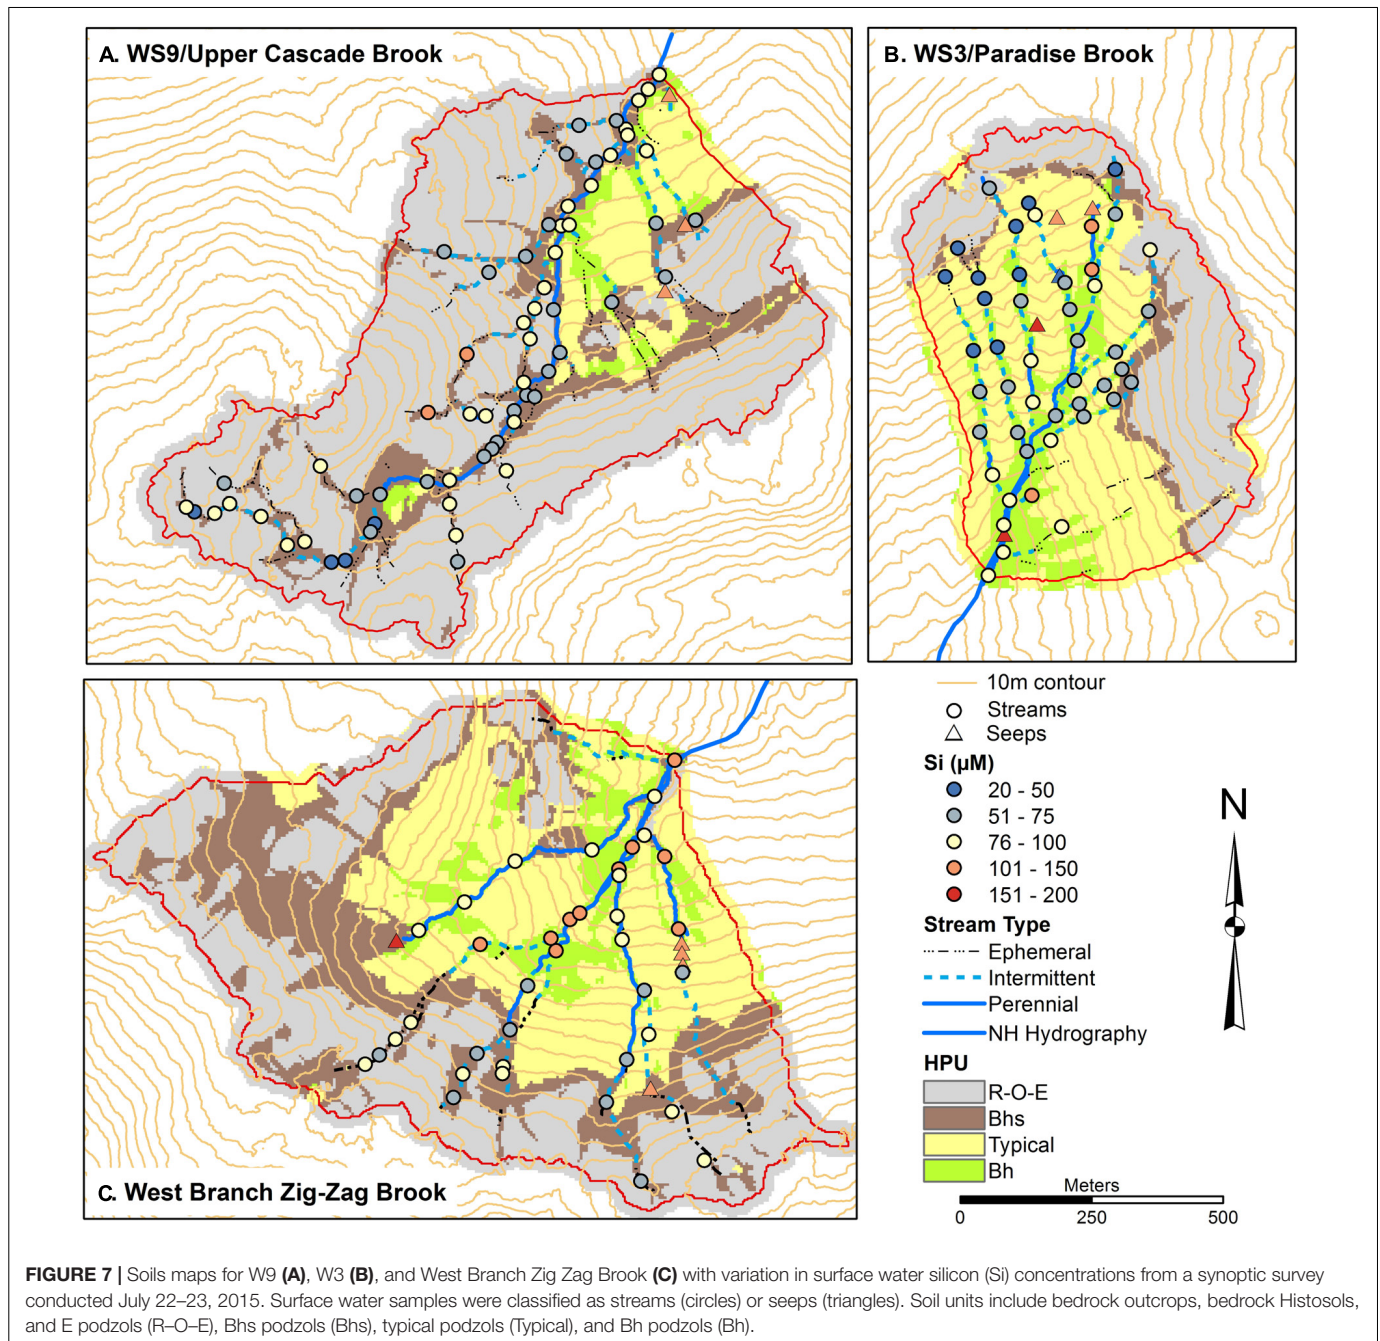 A. WS9/Upper Cascade Brook
B. WS3/Paradise Brook
10m contour
Streams
Seeps
Si (µM)
20 - 50
51 - 75
76 - 100
101 - 150
151 - 200
Stream Type
Ephemeral
Intermittent
Perennial
NH Hydrography
HPU
R-O-E
Bhs
Typical
Bh
N
Meters
0 250 500
C. West Branch Zig-Zag Brook
FIGURE 7 | Soils maps for W9 (A), W3 (B), and West Branch Zig Zag Brook (C) with variation in surface water silicon (Si) concentrations from a synoptic survey
conducted July 22–23, 2015. Surface water samples were classified as streams (circles) or seeps (triangles). Soil units include bedrock outcrops, bedrock Histosols,
and E podzols (R–O–E), Bhs podzols (Bhs), typical podzols (Typical), and Bh podzols (Bh).